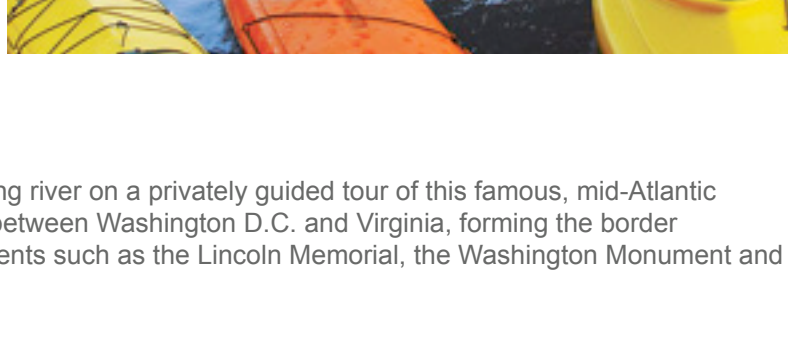 ng river on a privately guided tour of this famous, mid-Atlantic
between Washington D.C. and Virginia, forming the border
ents such as the Lincoln Memorial, the Washington Monument and